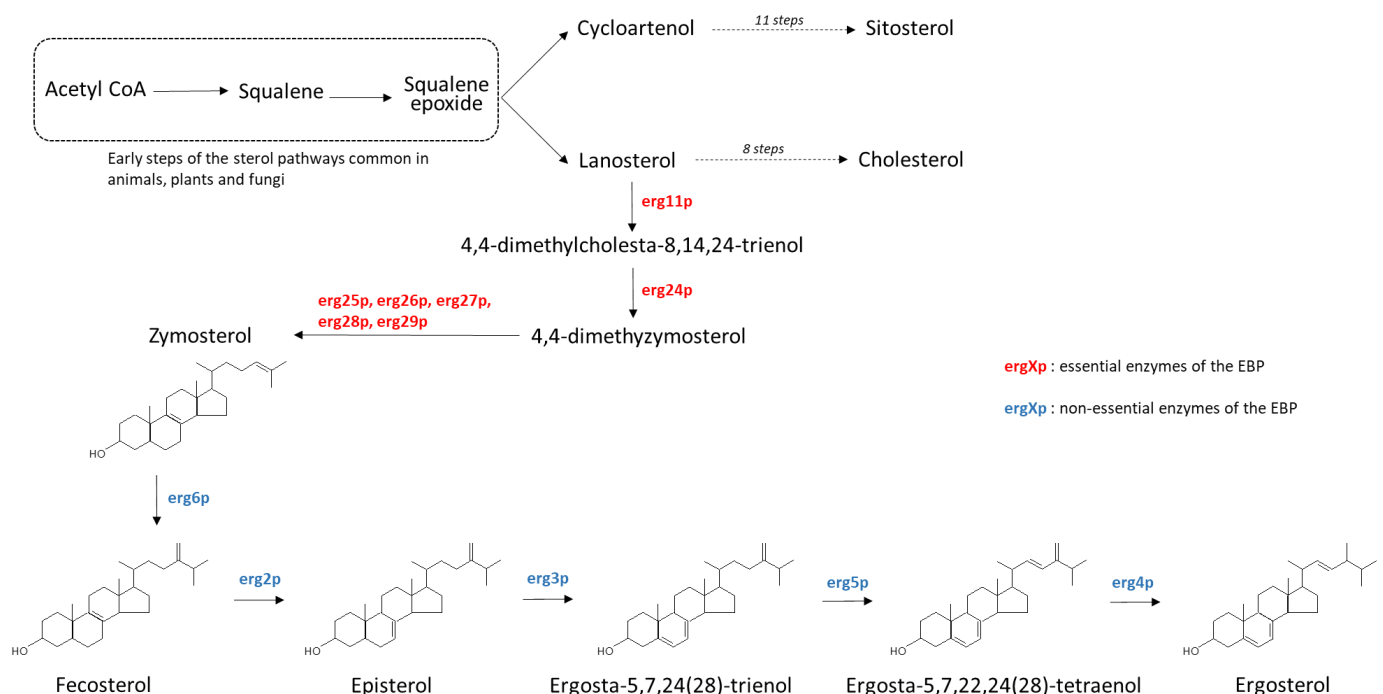 Cycloartenol
11 steps
Sitosterol
Acetyl CoA
Squalene
Squalene
epoxide
Early steps of the sterol pathways common in
animals, plants and fungi
Lanosterol
8 steps
Cholesterol
erg11p
4,4-dimethylcholesta-8,14,24-trienol
erg24p
erg25p, erg26p, erg27p,
erg28p, erg29p
Zymosterol
4,4-dimethyzymosterol
ergXp : essential enzymes of the EBP
ergXp : non-essential enzymes of the EBP
HO
erg6p
erg2p
erg3p
erg5p
erg4p
HO
HO
HO
HO
HO
Fecosterol
Episterol
Ergosta-5,7,24(28)-trienol
Ergosta-5,7,22,24(28)-tetraenol
Ergosterol